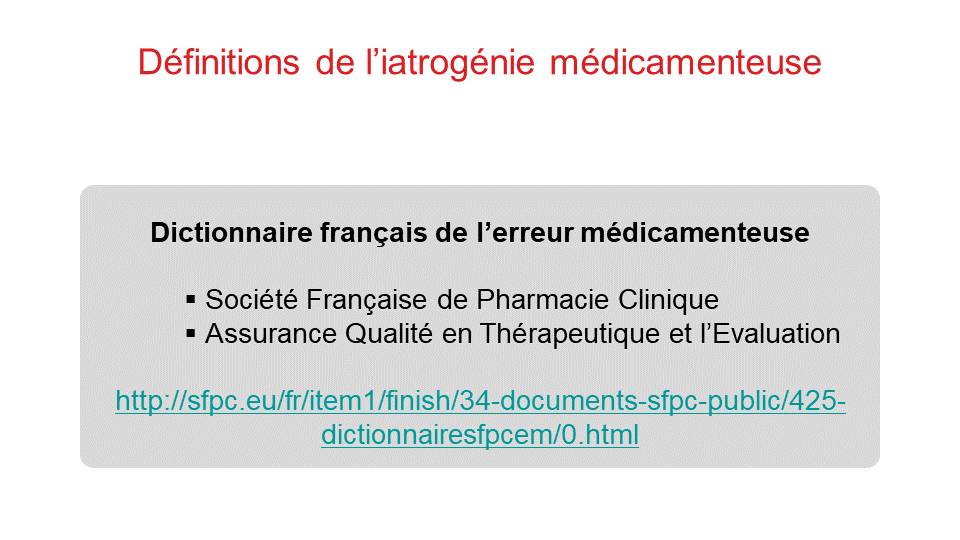 Définitions de l’iatrogénie médicamenteuse
Dictionnaire français de l’erreur médicamenteuse
▪ Société Française de Pharmacie Clinique
▪ Assurance Qualité en Thérapeutique et l’Evaluation
http://sfpc.eu/fr/item1/finish/34-documents-sfpc-public/425-
dictionnairesfpcem/0.html